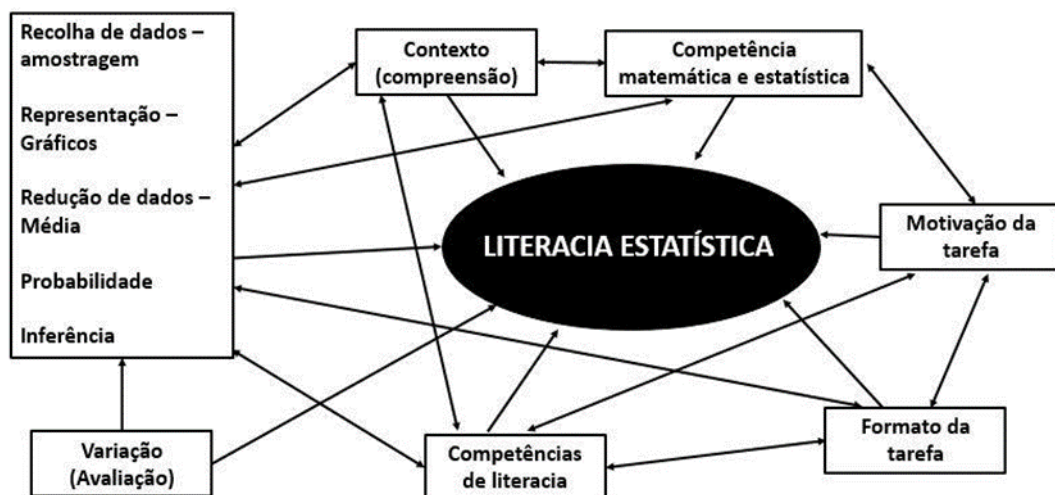 Recolha de dados –
amostragem
Representação –
Gráficos
Redução de dados –
Média
Probabilidade
Inferência
Contexto
(compreensão)
Competência
matemática e estatística
LITERACIA ESTATÍSTICA
Motivação da
tarefa
Variação
(Avaliação)
Competências
de literacia
Formato da
tarefa